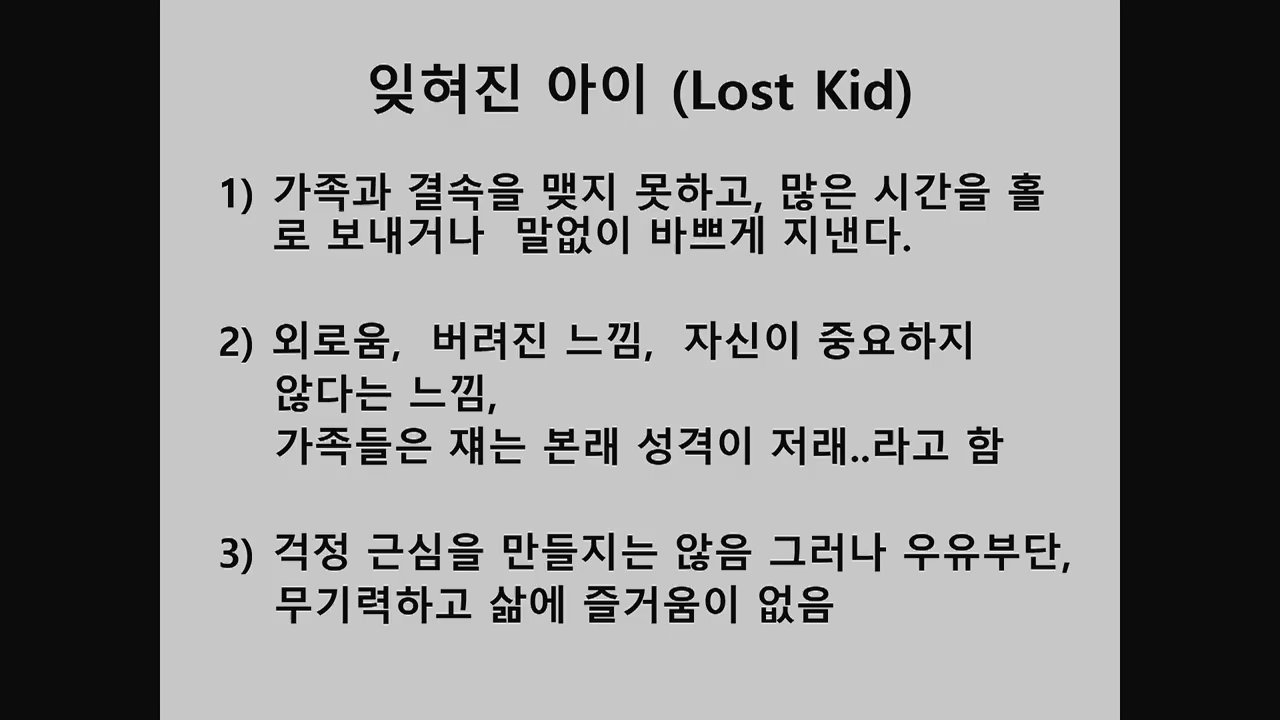 잊혀진 아이 (Lost Kid)
1) 가족과 결속을 맺지 못하고, 많은 시간을 홀
로 보내거나 말없이 바쁘게 지낸다.
2) 외로움, 버려진 느낌, 자신이 중요하지
않다는 느낌,
가족들은 쟤는 본래 성격이 저래..라고 함
3) 걱정 근심을 만들지는 않음 그러나 우유부단,
무기력하고 삶에 즐거움이 없음